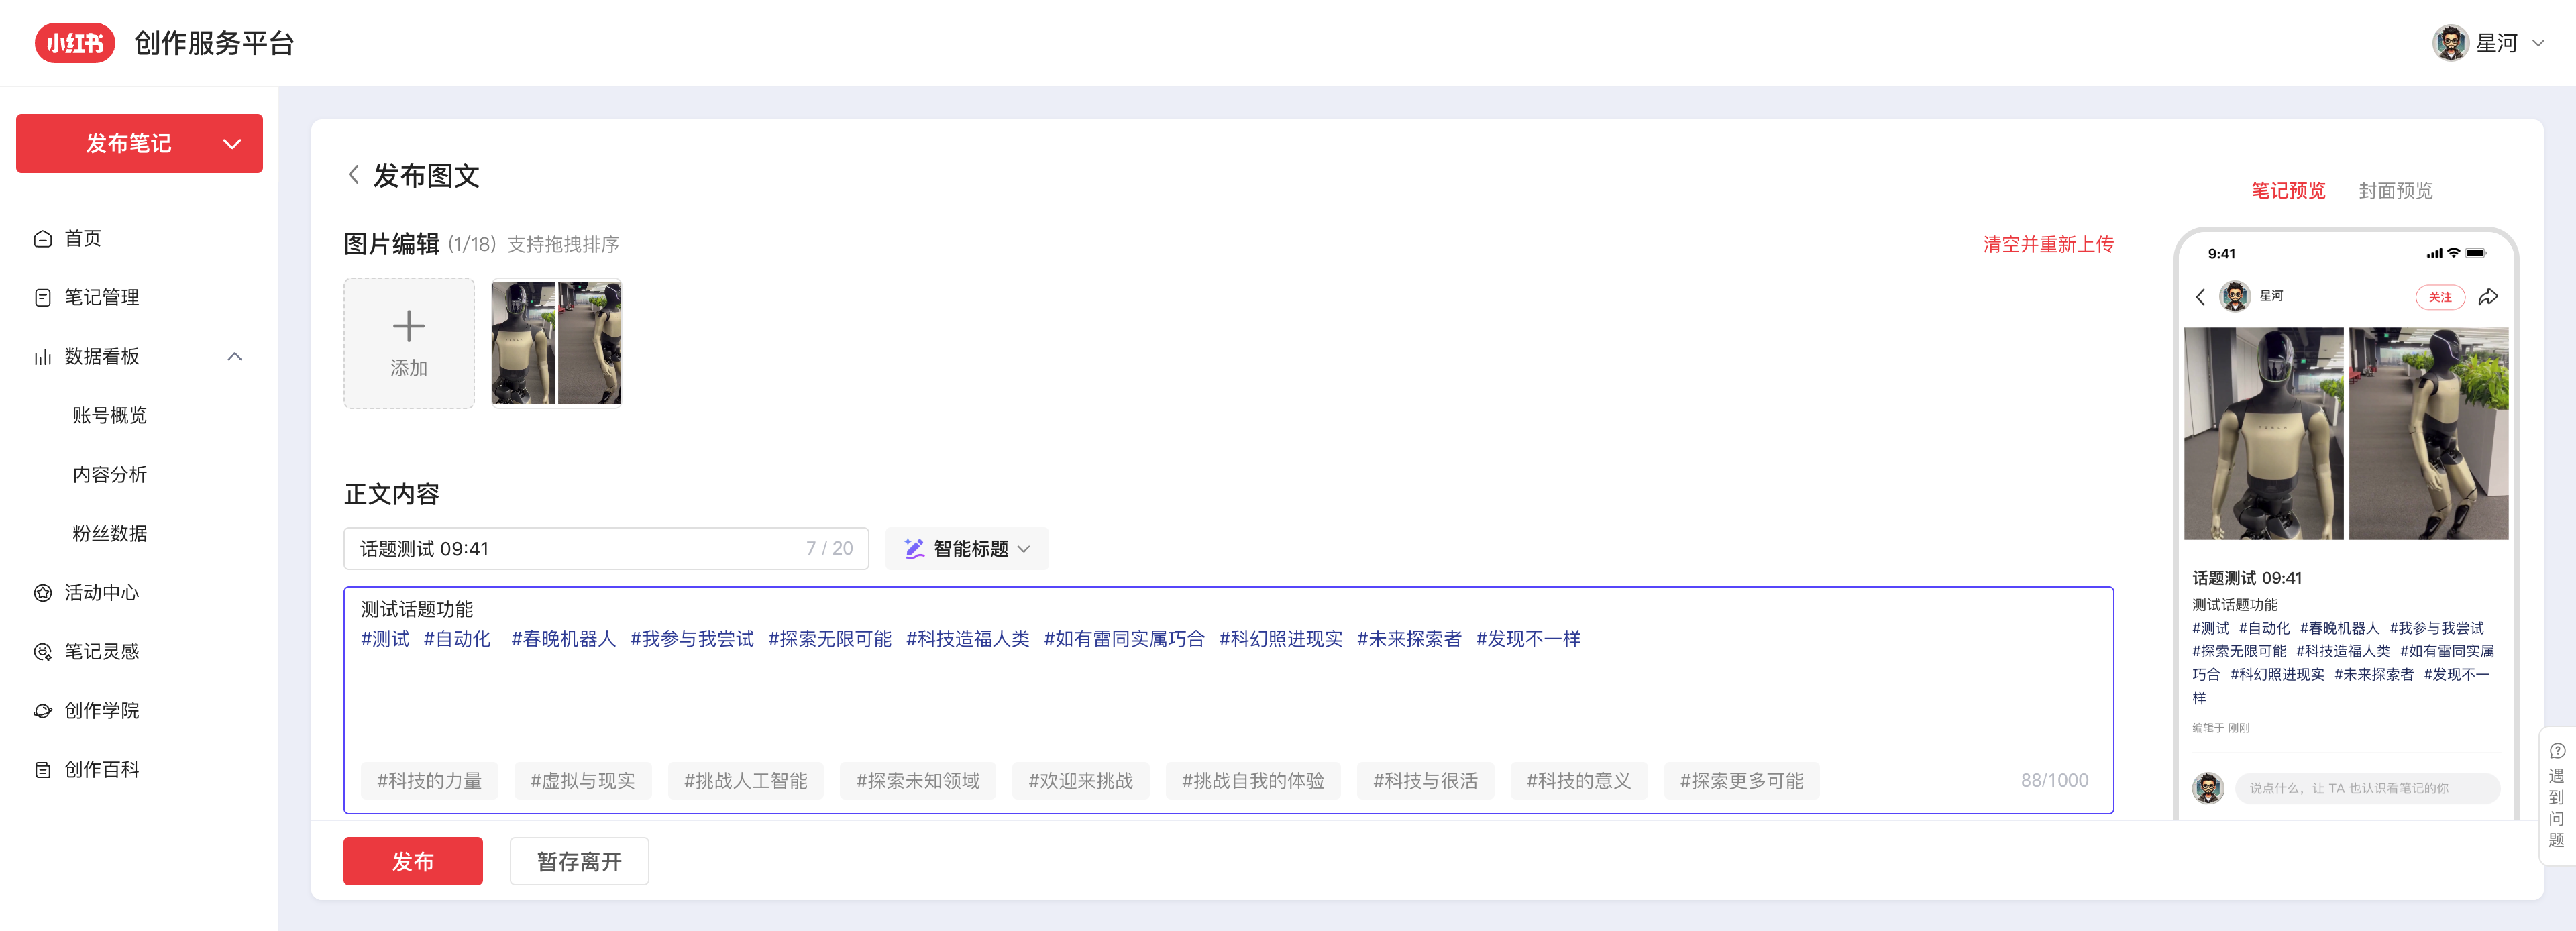 小红书 创作服务平台
星河
发布笔记
首页
笔记管理
数据看板
账号概览
内容分析
粉丝数据
活动中心
笔记灵感
创作学院
创作百科
发布图文
图片编辑 (1/18) 支持拖拽排序
清空并重新上传
添加
正文内容
话题测试 09:41 7 / 20
智能标题
测试话题功能
#测试 #自动化 #春晚机器人 #我参与我尝试 #探索无限可能 #科技造福人类 #如有雷同实属巧合 #科幻照进现实 #未来探索者 #发现不一样
#科技的力量 #虚拟与现实 #挑战人工智能 #探索未知领域 #欢迎来挑战 #挑战自我的体验 #科技与很活 #科技的意义 #探索更多可能 88/1000
发布 暂存离开
笔记预览 封面预览
9:41
星河 关注
TESLA
话题测试 09:41
测试话题功能
#测试 #自动化 #春晚机器人 #我参与我尝试
#探索无限可能 #科技造福人类 #如有雷同实属
巧合 #科幻照进现实 #未来探索者 #发现不一
样
编辑于 刚刚
说点什么，让 TA 也认识看笔记的你
遇到问题